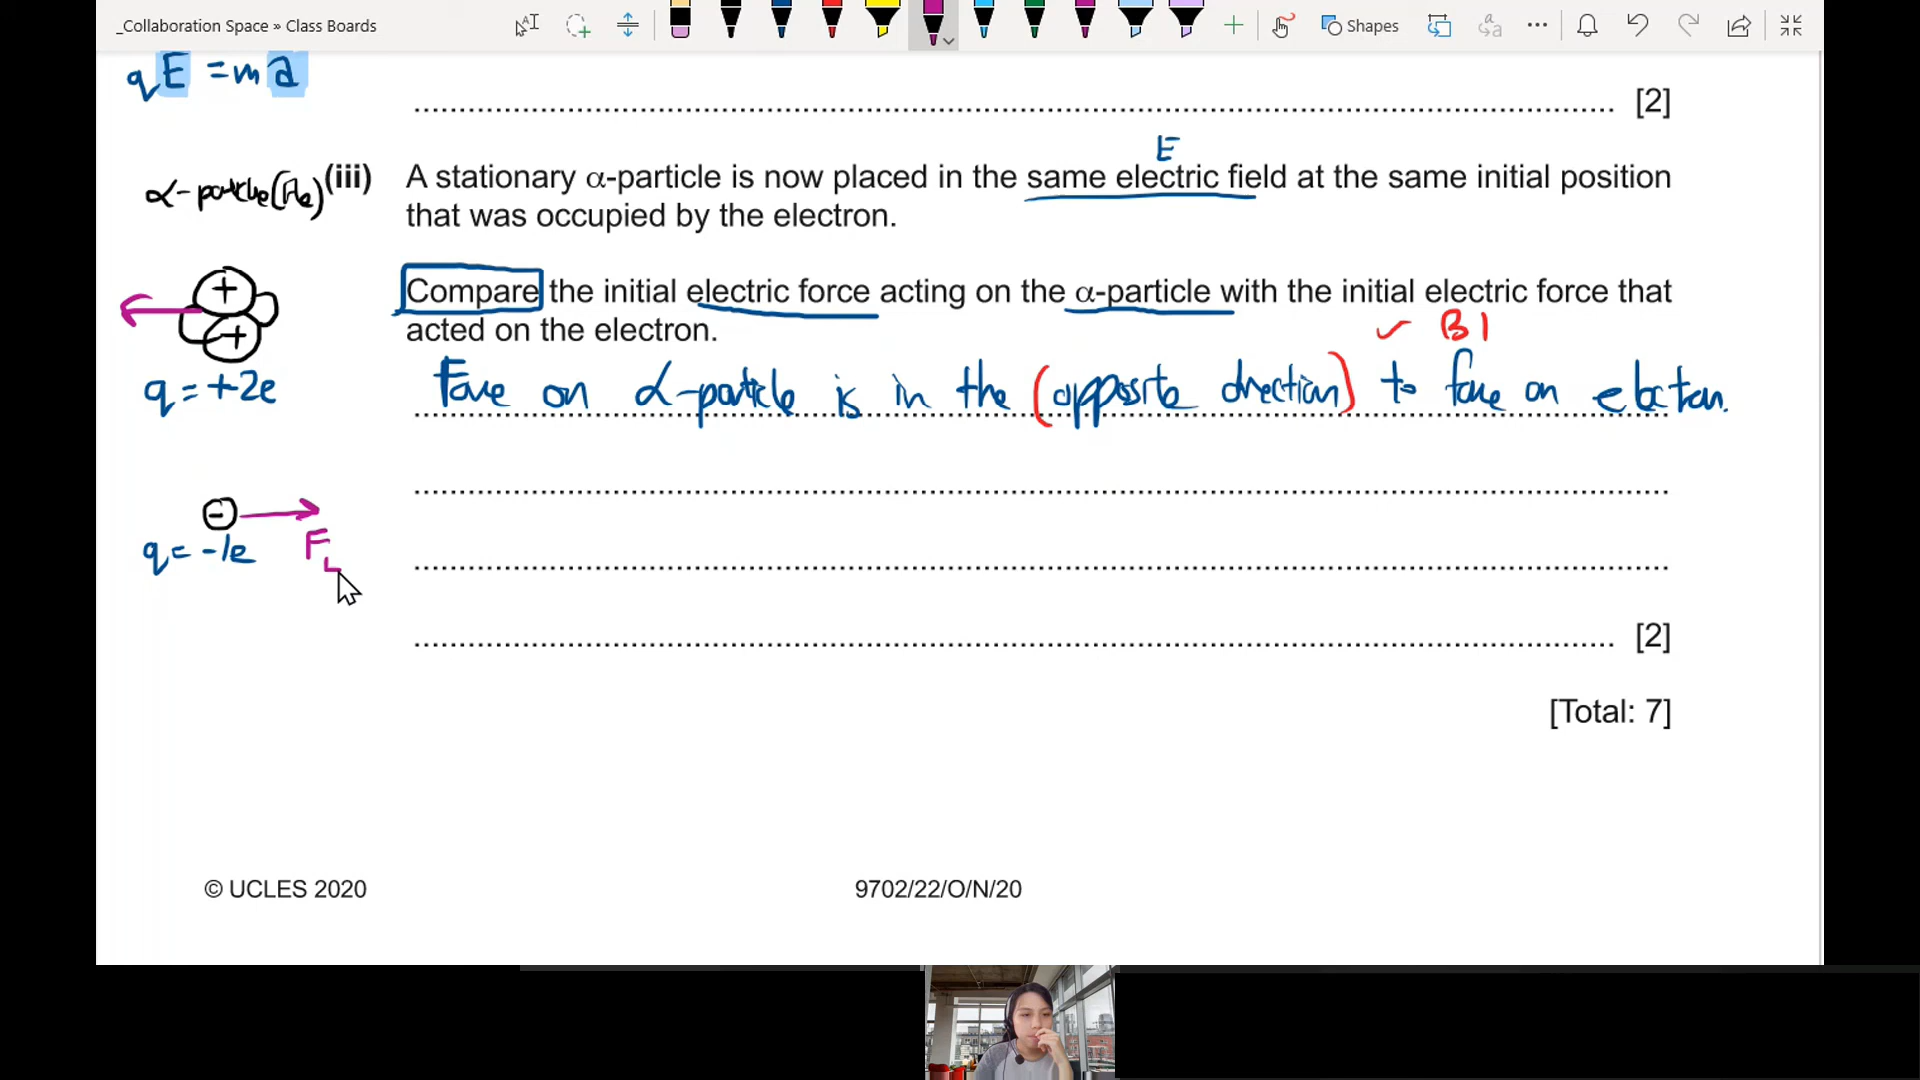 _Collaboration Space » Class Boards
Shapes
qE = ma
[2]
E
α-particle (He)
(iii) A stationary α-particle is now placed in the same electric field at the same initial position
that was occupied by the electron.
Compare the initial electric force acting on the α-particle with the initial electric force that
acted on the electron.
✓ B1
+
+
q = +2e
Force on α-particle is in the (opposite direction) to force on electron.
-
q = -1e
F
[2]
[Total: 7]
© UCLES 2020
9702/22/O/N/20